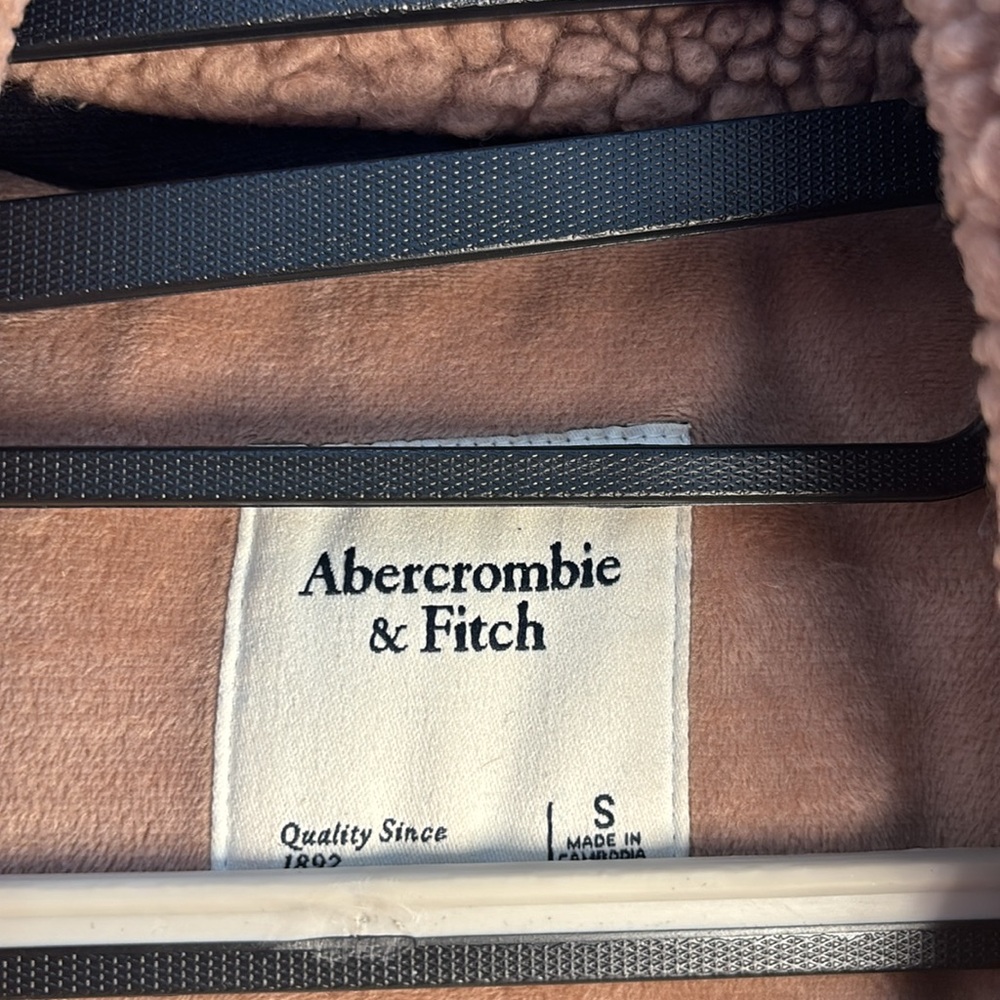 Abercrombie
& Fitch
S
Quality Since
MADE IN
1892
CAMBODIA